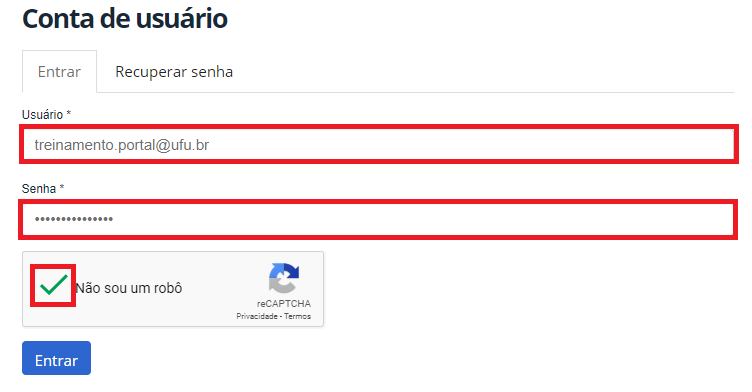 Conta de usuário
Entrar Recuperar senha
Usuário *
treinamento.portal@ufu.br
Senha *
•••••••••••••••
Não sou um robô
reCAPTCHA
Privacidade - Termos
Entrar